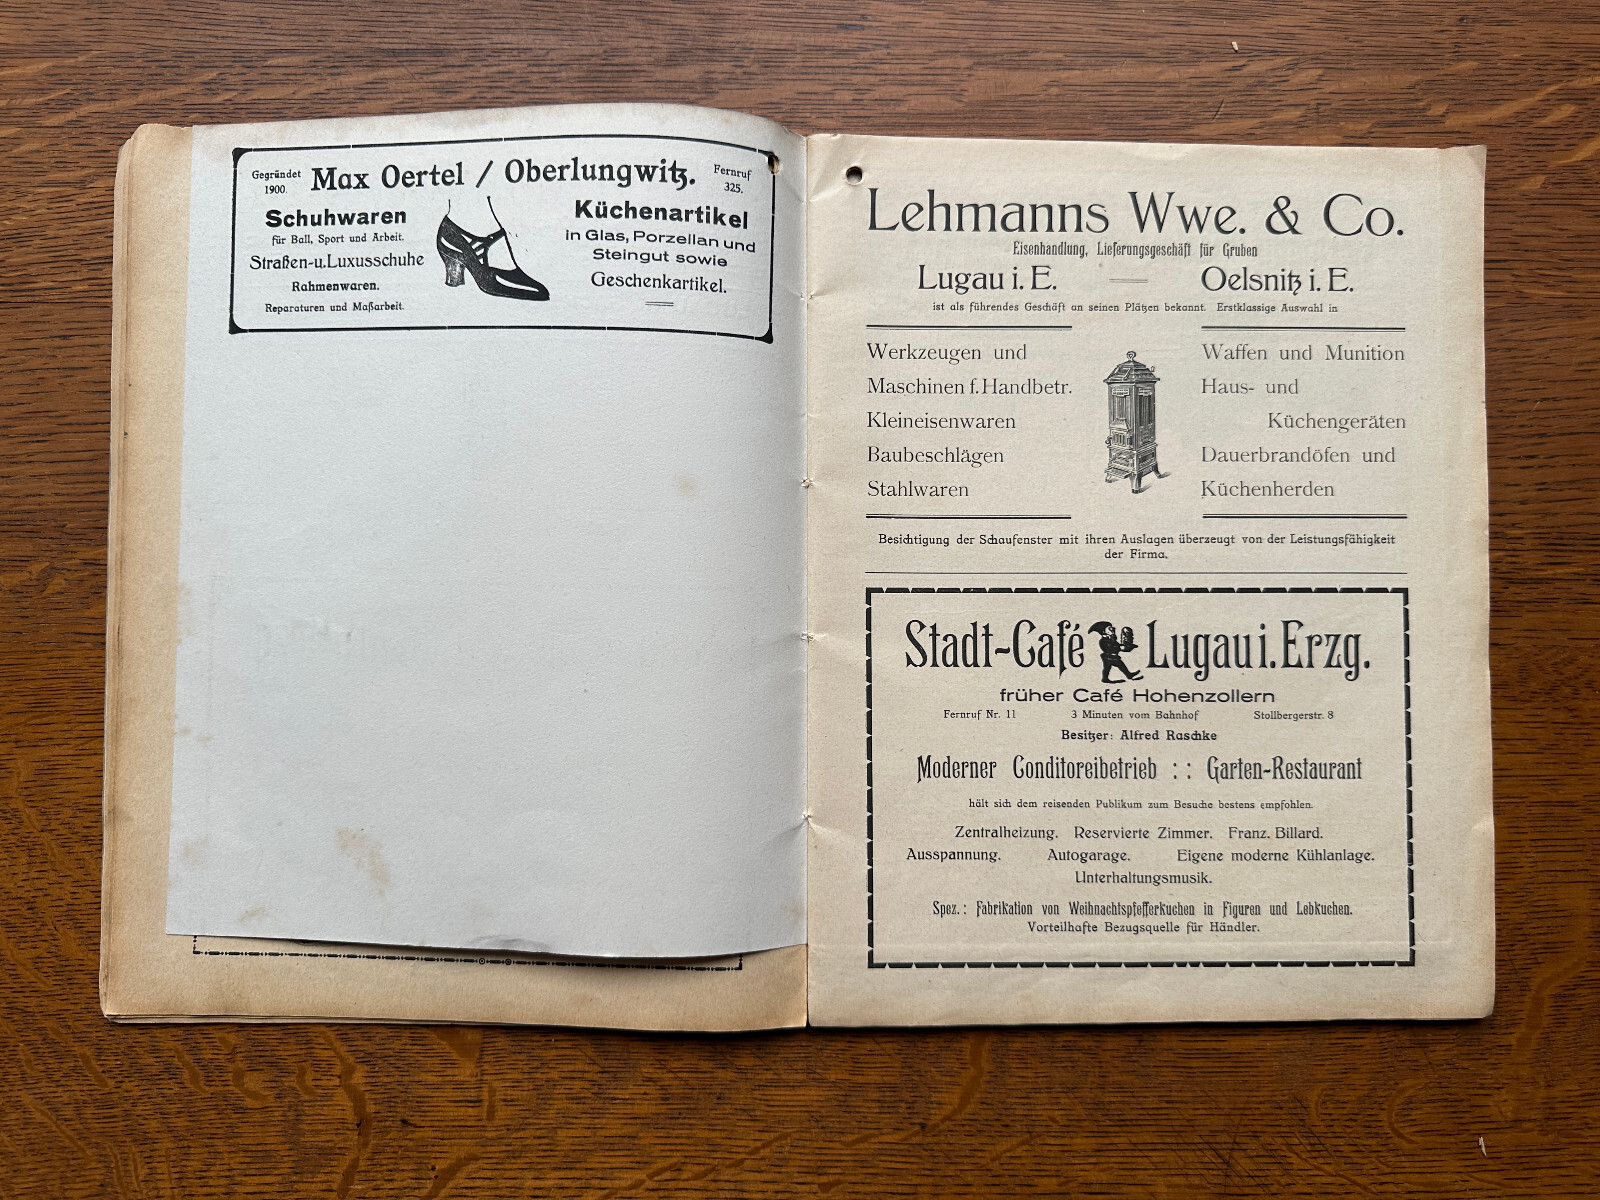 Gegründet
1900.
Max Oertel / Oberlungwitz.
Fernruf
325.
Schuhwaren
für Ball, Sport und Arbeit.
Straßen-u. Luxusschuhe
Rahmenwaren.
Reparaturen und Maßarbeit.
Küchenartikel
in Glas, Porzellan und
Steingut sowie
Geschenkartikel.
Lehmanns Wwe. & Co.
Eisenhandlung, Lieferungsgeschäft für Gruben
Lugau i. E. — Oelsnitz i. E.
ist als führendes Geschäft an seinen Plätzen bekannt. Erstklassige Auswahl in
Werkzeugen und
Maschinen f. Handbetr.
Kleineisenwaren
Baubeschlägen
Stahlwaren
Waffen und Munition
Haus- und
Küchengeräten
Dauerbrandöfen und
Küchenherden
Besichtigung der Schaufenster mit ihren Auslagen überzeugt von der Leistungsfähigkeit
der Firma.
Stadt-Café Lugau i. Erzg.
früher Café Hohenzollern
Fernruf Nr. 11 3 Minuten vom Bahnhof Stollbergerstr. 8
Besitzer: Alfred Raschke
Moderner Conditoreibetrieb : : Garten-Restaurant
hält sich dem reisenden Publikum zum Besuche bestens empfohlen.
Zentralheizung. Reservierte Zimmer. Franz. Billard.
Ausspannung. Autogarage. Eigene moderne Kühlanlage.
Unterhaltungsmusik.
Spez.: Fabrikation von Weihnachtspfefferkuchen in Figuren und Lebkuchen.
Vorteilhafte Bezugsquelle für Händler.